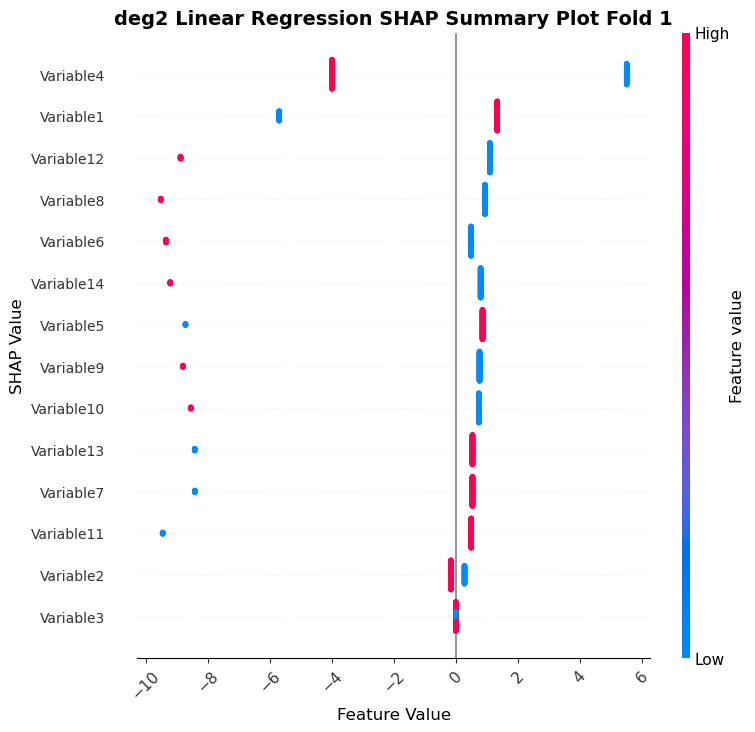 deg2 Linear Regression SHAP Summary Plot Fold 1
High
Variable4
Variable1
Variable12
Variable8
Variable6
Variable14
Variable5
Variable9
Variable10
Variable13
Variable7
Variable11
Variable2
Variable3
SHAP Value
Feature value
Low
−10 −8 −6 −4 −2 0 2 4 6
Feature Value